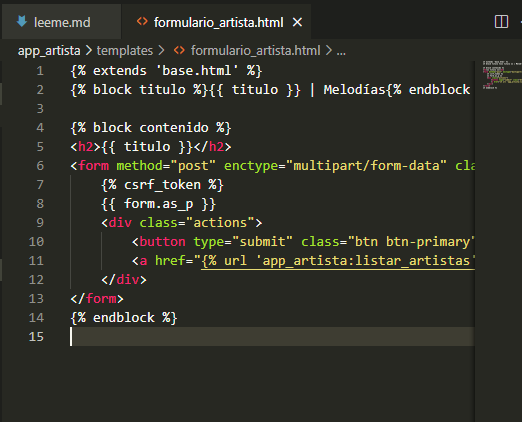 leeme.md
formulario_artista.html
app_artista > templates > formulario_artista.html > ...
1 {% extends 'base.html' %}
2 {% block titulo %}{{ titulo }} | Melodías{% endblock
3
4 {% block contenido %}
5 <h2>{{ titulo }}</h2>
6 <form method="post" enctype="multipart/form-data" cla
7 {% csrf_token %}
8 {{ form.as_p }}
9 <div class="actions">
10 <button type="submit" class="btn btn-primary"
11 <a href="{% url 'app_artista:listar_artistas'
12 </div>
13 </form>
14 {% endblock %}
15